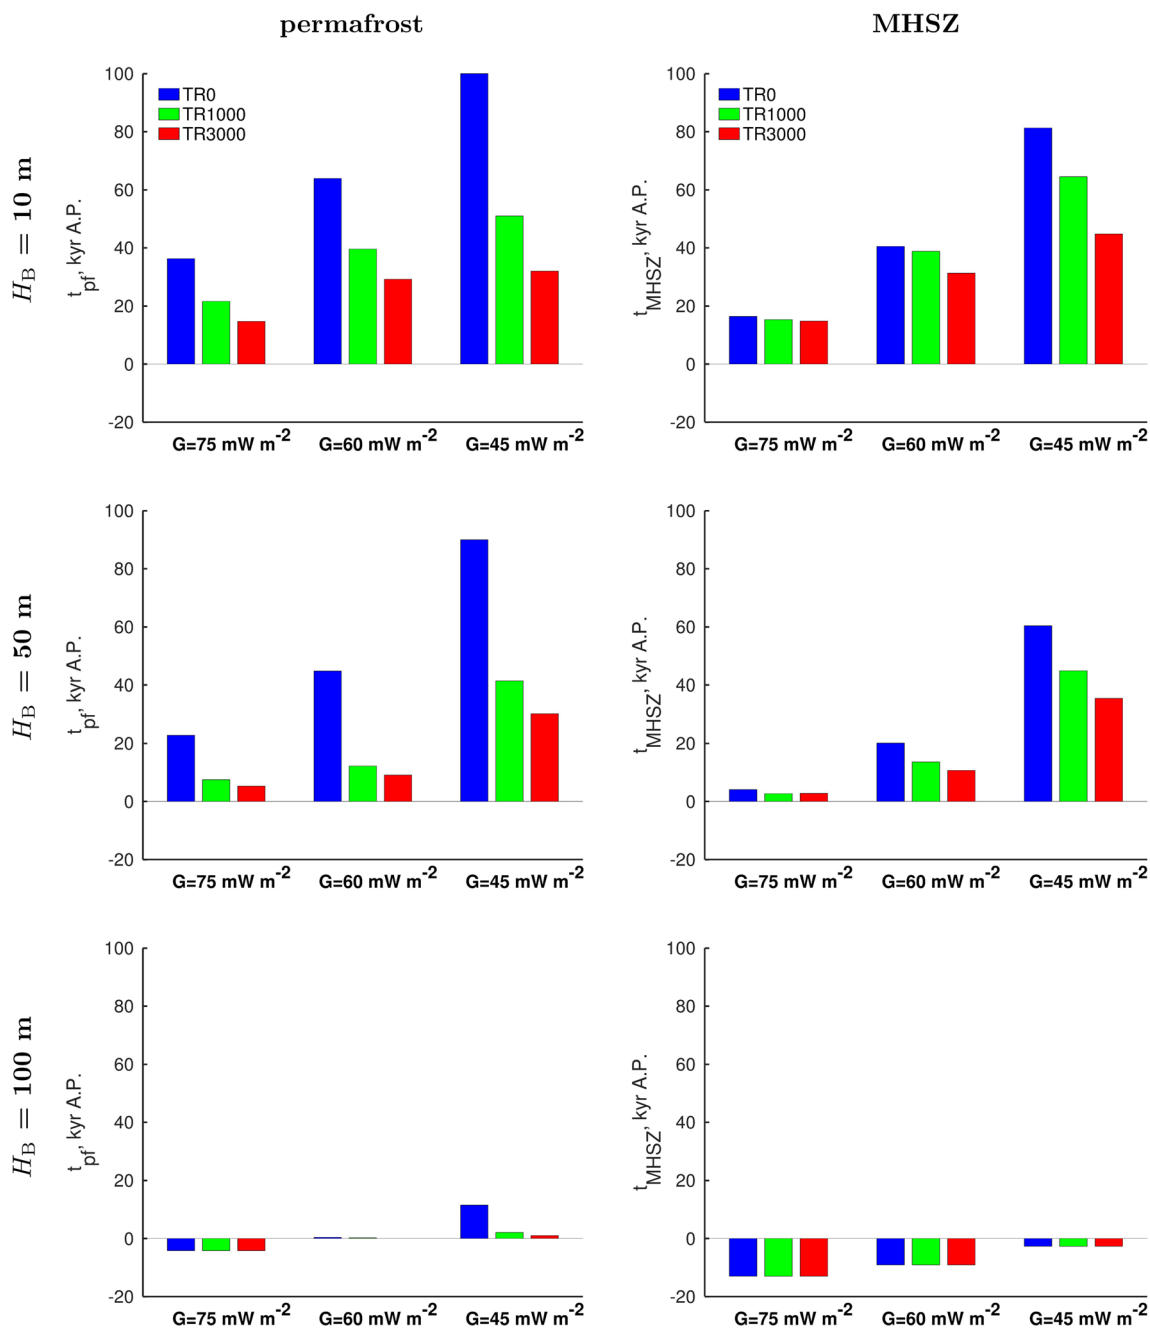 permafrost
MHSZ
H_B = 10 m
t_pf, kyr A.P.
100
80
60
40
20
0
-20
TR0
TR1000
TR3000
G=75 mW m^-2
G=60 mW m^-2
G=45 mW m^-2
t_MHSZ, kyr A.P.
100
80
60
40
20
0
-20
TR0
TR1000
TR3000
G=75 mW m^-2
G=60 mW m^-2
G=45 mW m^-2
H_B = 50 m
t_pf, kyr A.P.
100
80
60
40
20
0
-20
G=75 mW m^-2
G=60 mW m^-2
G=45 mW m^-2
t_MHSZ, kyr A.P.
100
80
60
40
20
0
-20
G=75 mW m^-2
G=60 mW m^-2
G=45 mW m^-2
H_B = 100 m
t_pf, kyr A.P.
100
80
60
40
20
0
-20
G=75 mW m^-2
G=60 mW m^-2
G=45 mW m^-2
t_MHSZ, kyr A.P.
100
80
60
40
20
0
-20
G=75 mW m^-2
G=60 mW m^-2
G=45 mW m^-2